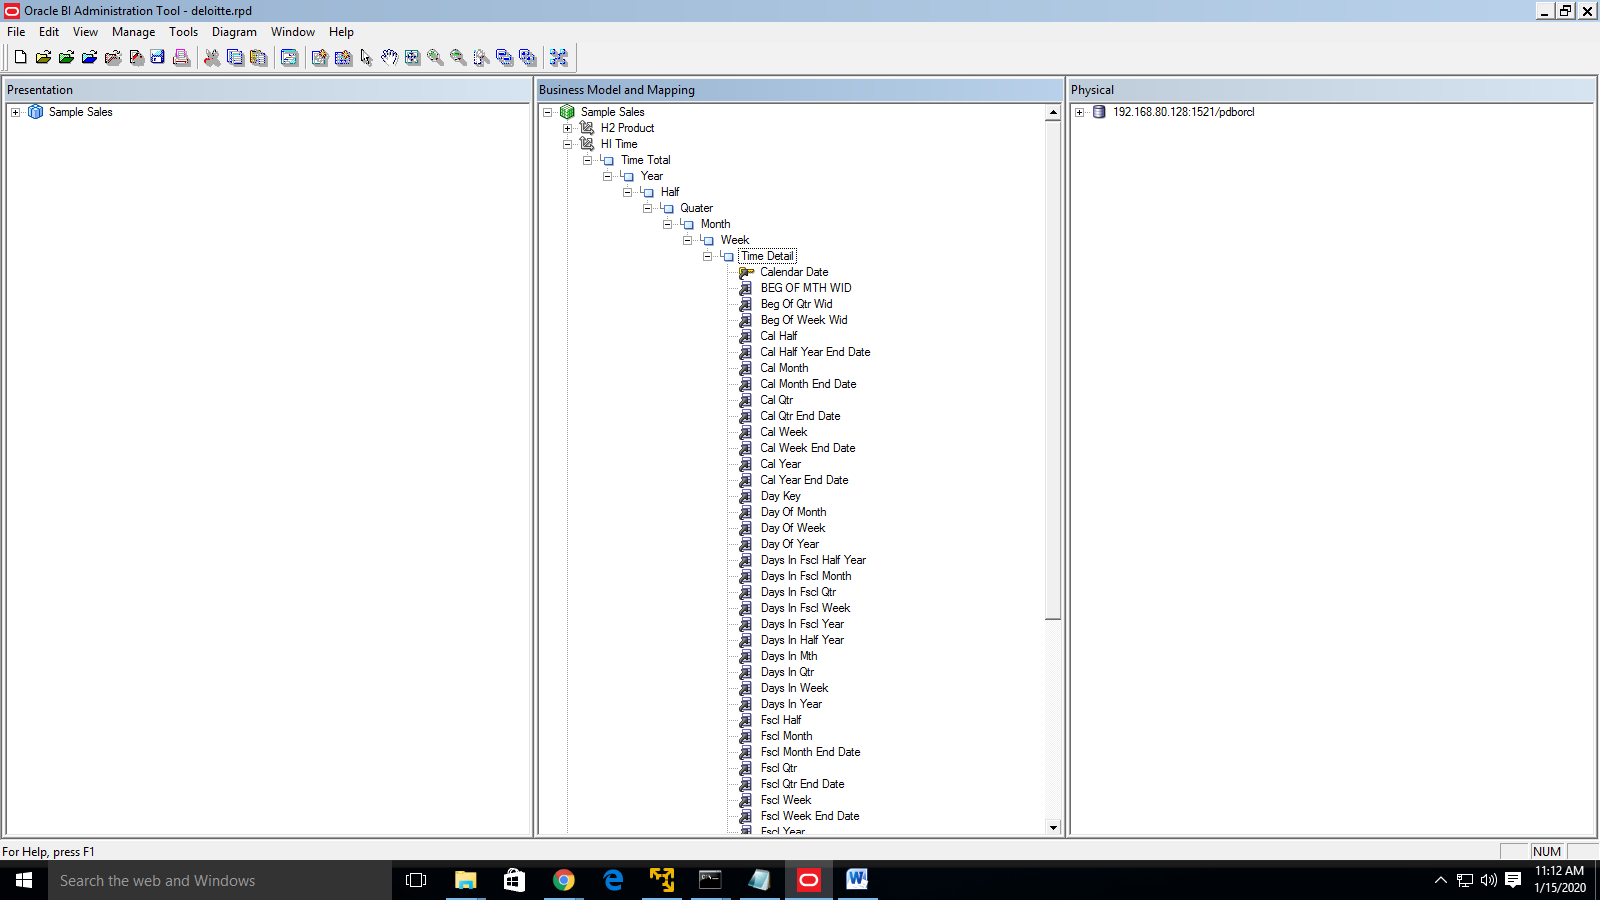 Oracle BI Administration Tool - deloitte.rpd
File Edit View Manage Tools Diagram Window Help
Presentation
Sample Sales
Business Model and Mapping
Sample Sales
H2 Product
HI Time
Time Total
Year
Half
Quater
Month
Week
Time Detail
Calendar Date
BEG OF MTH WID
Beg Of Qtr Wid
Beg Of Week Wid
Cal Half
Cal Half Year End Date
Cal Month
Cal Month End Date
Cal Qtr
Cal Qtr End Date
Cal Week
Cal Week End Date
Cal Year
Cal Year End Date
Day Key
Day Of Month
Day Of Week
Day Of Year
Days In Fscl Half Year
Days In Fscl Month
Days In Fscl Qtr
Days In Fscl Week
Days In Fscl Year
Days In Half Year
Days In Mth
Days In Qtr
Days In Week
Days In Year
Fscl Half
Fscl Month
Fscl Month End Date
Fscl Qtr
Fscl Qtr End Date
Fscl Week
Fscl Week End Date
Fscl Year
Physical
192.168.80.128:1521/pdborcl
For Help, press F1
NUM
Search the web and Windows
11:12 AM
1/15/2020